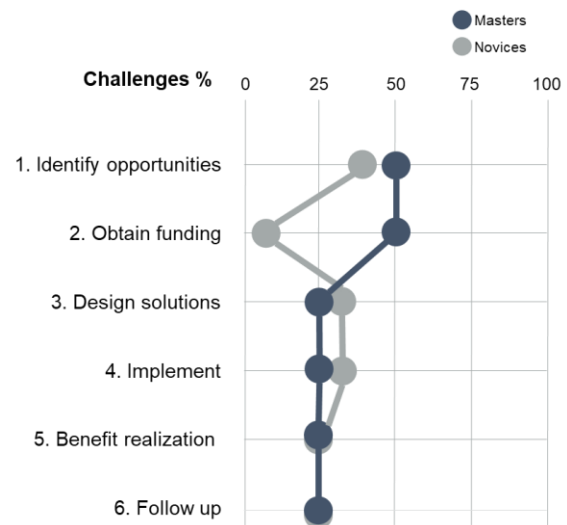 Masters
Novices
Challenges %
0 25 50 75 100
1. Identify opportunities
2. Obtain funding
3. Design solutions
4. Implement
5. Benefit realization
6. Follow up